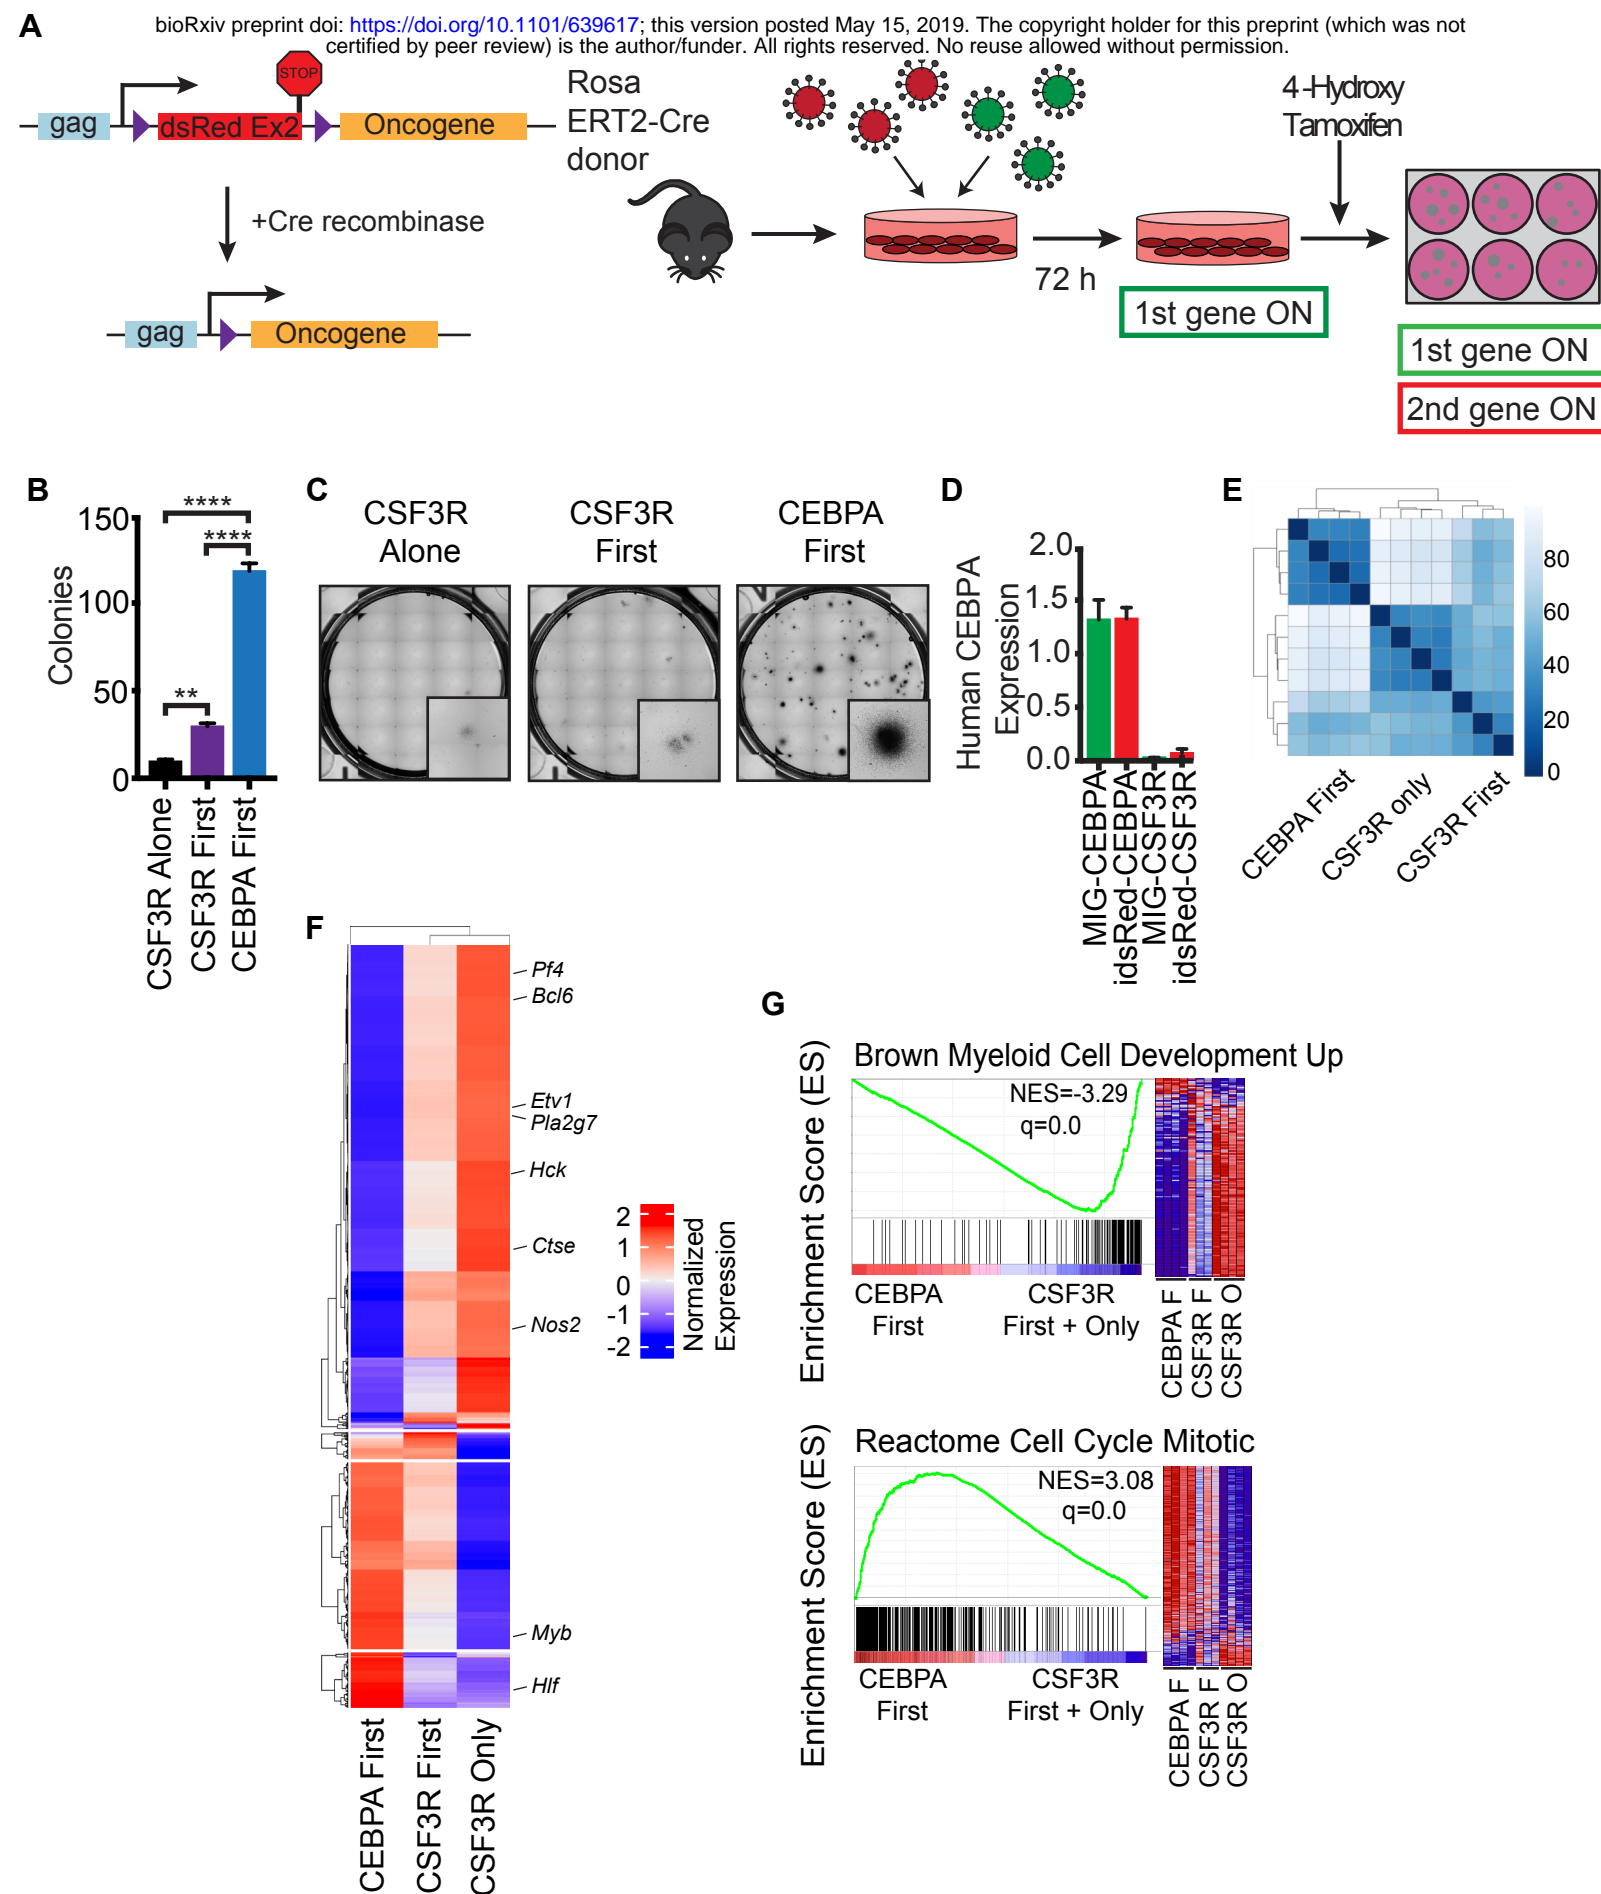 A
bioRxiv preprint doi: https://doi.org/10.1101/639617; this version posted May 15, 2019. The copyright holder for this preprint (which was not
certified by peer review) is the author/funder. All rights reserved. No reuse allowed without permission.
STOP
gag
dsRed Ex2
Oncogene
+Cre recombinase
gag
Oncogene
Rosa
ERT2-Cre
donor
72 h
1st gene ON
4-Hydroxy
Tamoxifen
1st gene ON
2nd gene ON
B
Colonies
150
100
50
0
****
****
**
CSF3R Alone
CSF3R First
CEBPA First
C
CSF3R
Alone
CSF3R
First
CEBPA
First
D
Human CEBPA
Expression
2.0
1.5
1.0
0.5
0.0
MIG-CEBPA
idsRed-CEBPA
MIG-CSF3R
idsRed-CSF3R
E
80
60
40
20
0
CEBPA First
CSF3R only
CSF3R First
F
Pf4
Bcl6
Etv1
Pla2g7
Hck
Ctse
Nos2
Myb
Hlf
2
1
0
-1
-2
Normalized
Expression
CEBPA First
CSF3R First
CSF3R Only
G
Brown Myeloid Cell Development Up
Enrichment Score (ES)
NES=-3.29
q=0.0
CEBPA
First
CSF3R
First + Only
CEBPA F
CSF3R F
CSF3R O
Reactome Cell Cycle Mitotic
Enrichment Score (ES)
NES=3.08
q=0.0
CEBPA
First
CSF3R
First + Only
CEBPA F
CSF3R F
CSF3R O